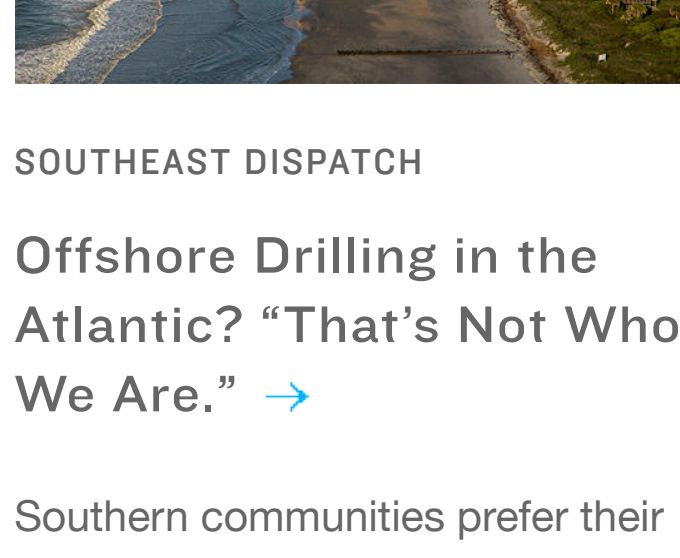 SOUTHEAST DISPATCH
Offshore Drilling in the
Atlantic? “That’s Not Who
We Are.” →
Southern communities prefer their